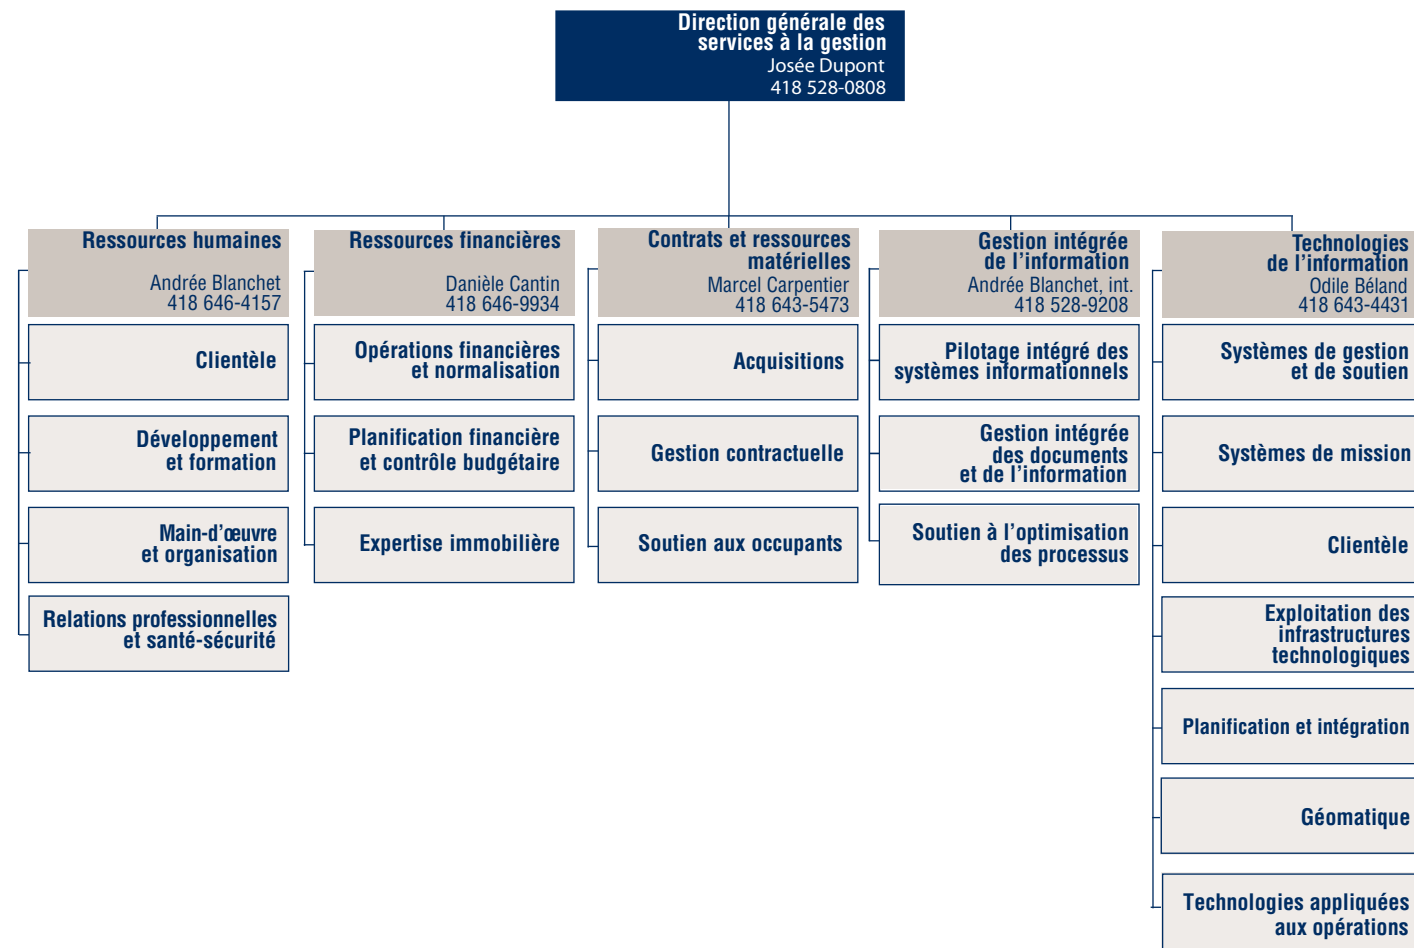 Direction générale des
services à la gestion
Josée Dupont
418 528-0808
Ressources humaines
Andrée Blanchet
418 646-4157
Clientèle
Développement
et formation
Main-d'œuvre
et organisation
Relations professionnelles
et santé-sécurité
Ressources financières
Danièle Cantin
418 646-9934
Opérations financières
et normalisation
Planification financière
et contrôle budgétaire
Expertise immobilière
Contrats et ressources
matérielles
Marcel Carpentier
418 643-5473
Acquisitions
Gestion contractuelle
Soutien aux occupants
Gestion intégrée
de l'information
Andrée Blanchet, int.
418 528-9208
Pilotage intégré des
systèmes informationnels
Gestion intégrée
des documents
et de l'information
Soutien à l'optimisation
des processus
Technologies
de l'information
Odile Béland
418 643-4431
Systèmes de gestion
et de soutien
Systèmes de mission
Clientèle
Exploitation des
infrastructures
technologiques
Planification et intégration
Géomatique
Technologies appliquées
aux opérations